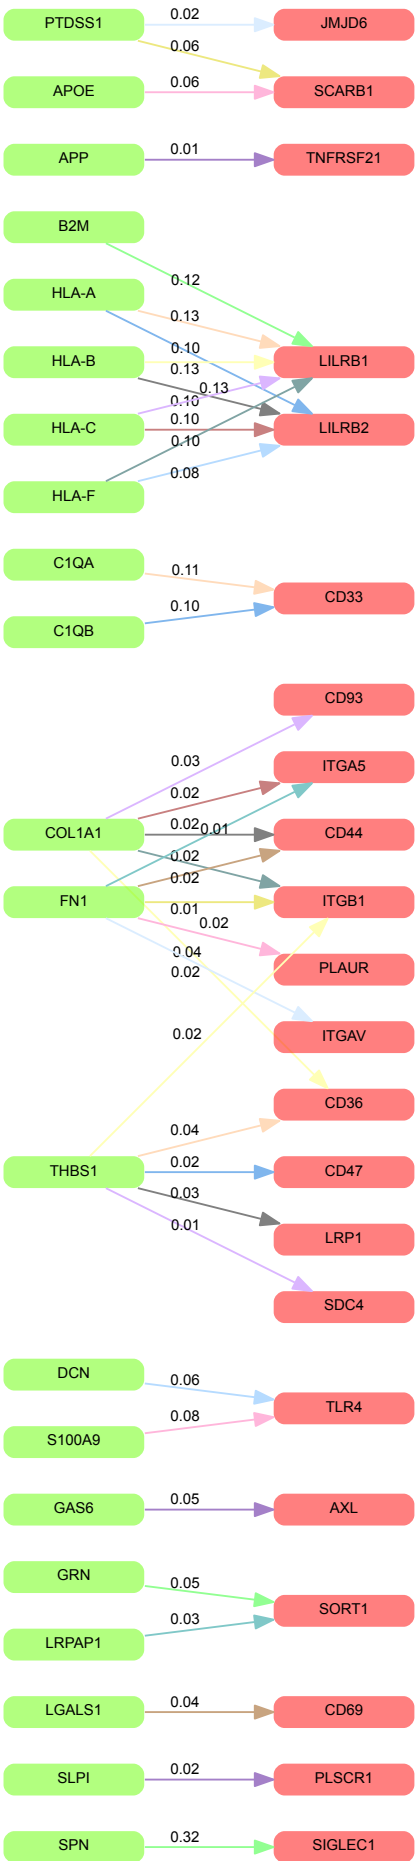 PTDSS1 0.02 JMJD6
0.06
APOE 0.06 SCARB1
APP 0.01 TNFRSF21
B2M
0.12
HLA-A
0.13
HLA-B 0.10 LILRB1
0.13
0.13
0.10
HLA-C 0.10 LILRB2
0.10
0.08
HLA-F
C1QA 0.11
CD33
C1QB 0.10
CD93
0.03 ITGA5
0.02
COL1A1 0.02 0.01 CD44
0.02
0.02
FN1 0.01 ITGB1
0.02
0.04 PLAUR
0.02
0.02 ITGAV
CD36
0.04
THBS1 0.02 CD47
0.03
0.01 LRP1
SDC4
DCN 0.06
TLR4
S100A9 0.08
GAS6 0.05 AXL
GRN 0.05
SORT1
LRPAP1 0.03
LGALS1 0.04 CD69
SLPI 0.02 PLSCR1
SPN 0.32 SIGLEC1